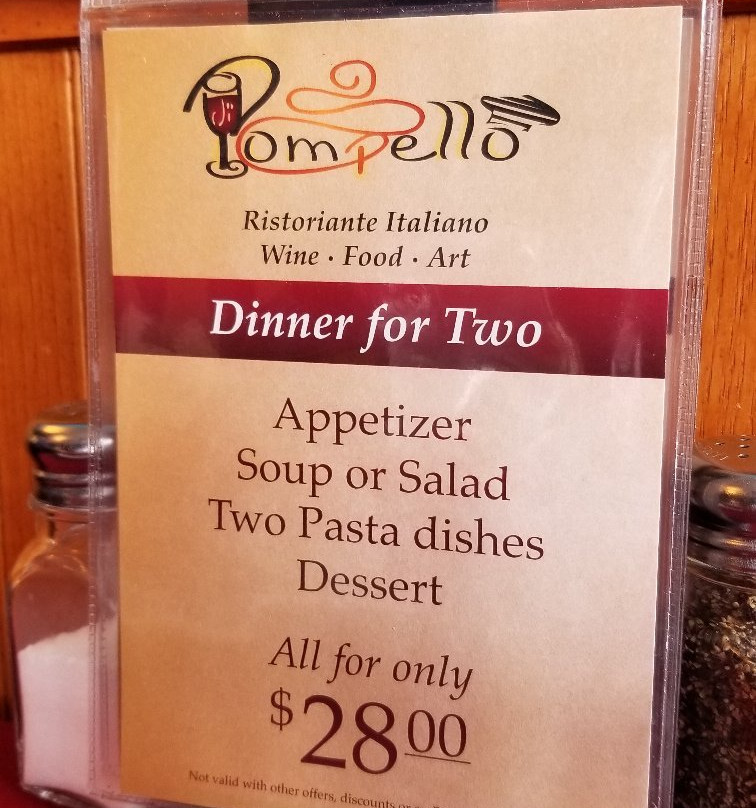 Pompello
Ristoriante Italiano
Wine · Food · Art
Dinner for Two
Appetizer
Soup or Salad
Two Pasta dishes
Dessert
All for only
$28.00
Not valid with other offers, discounts or